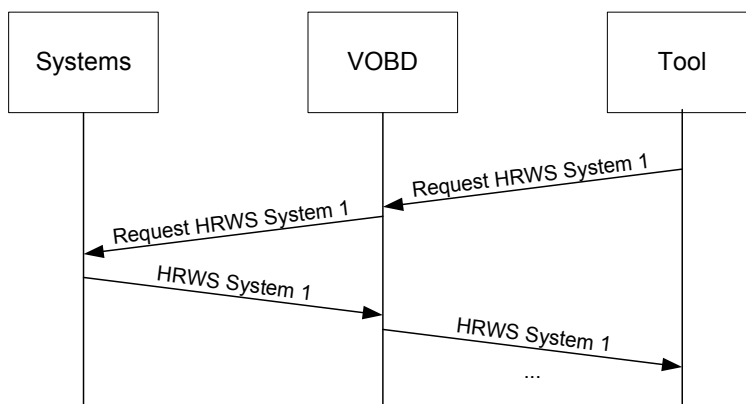 Systems
VOBD
Tool
Request HRWS System 1
Request HRWS System 1
HRWS System 1
HRWS System 1
...